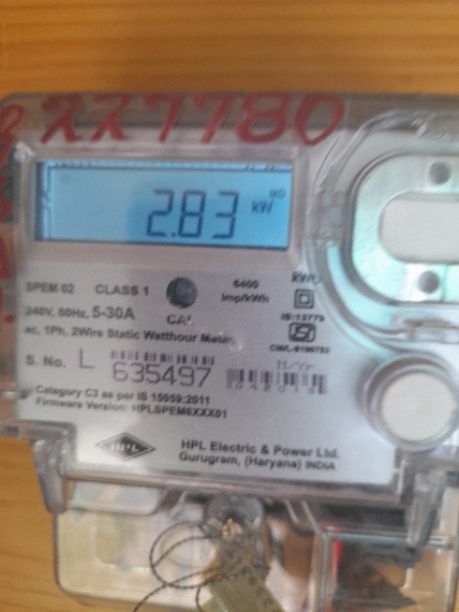 227780
MD
2.83 kW
SPEM 02 CLASS 1 6400 Imp/kWh
240V, 50Hz, 5-30A CAL
ac, 1Ph, 2Wire Static Watthour Meter
IS:13779
S. No. L 635497 M/Yr
Category C3 as per IS 15959:2011
Firmware Version: HPLSPEM6XXX01
HPL
HPL Electric & Power Ltd.
Gurugram, (Haryana) INDIA